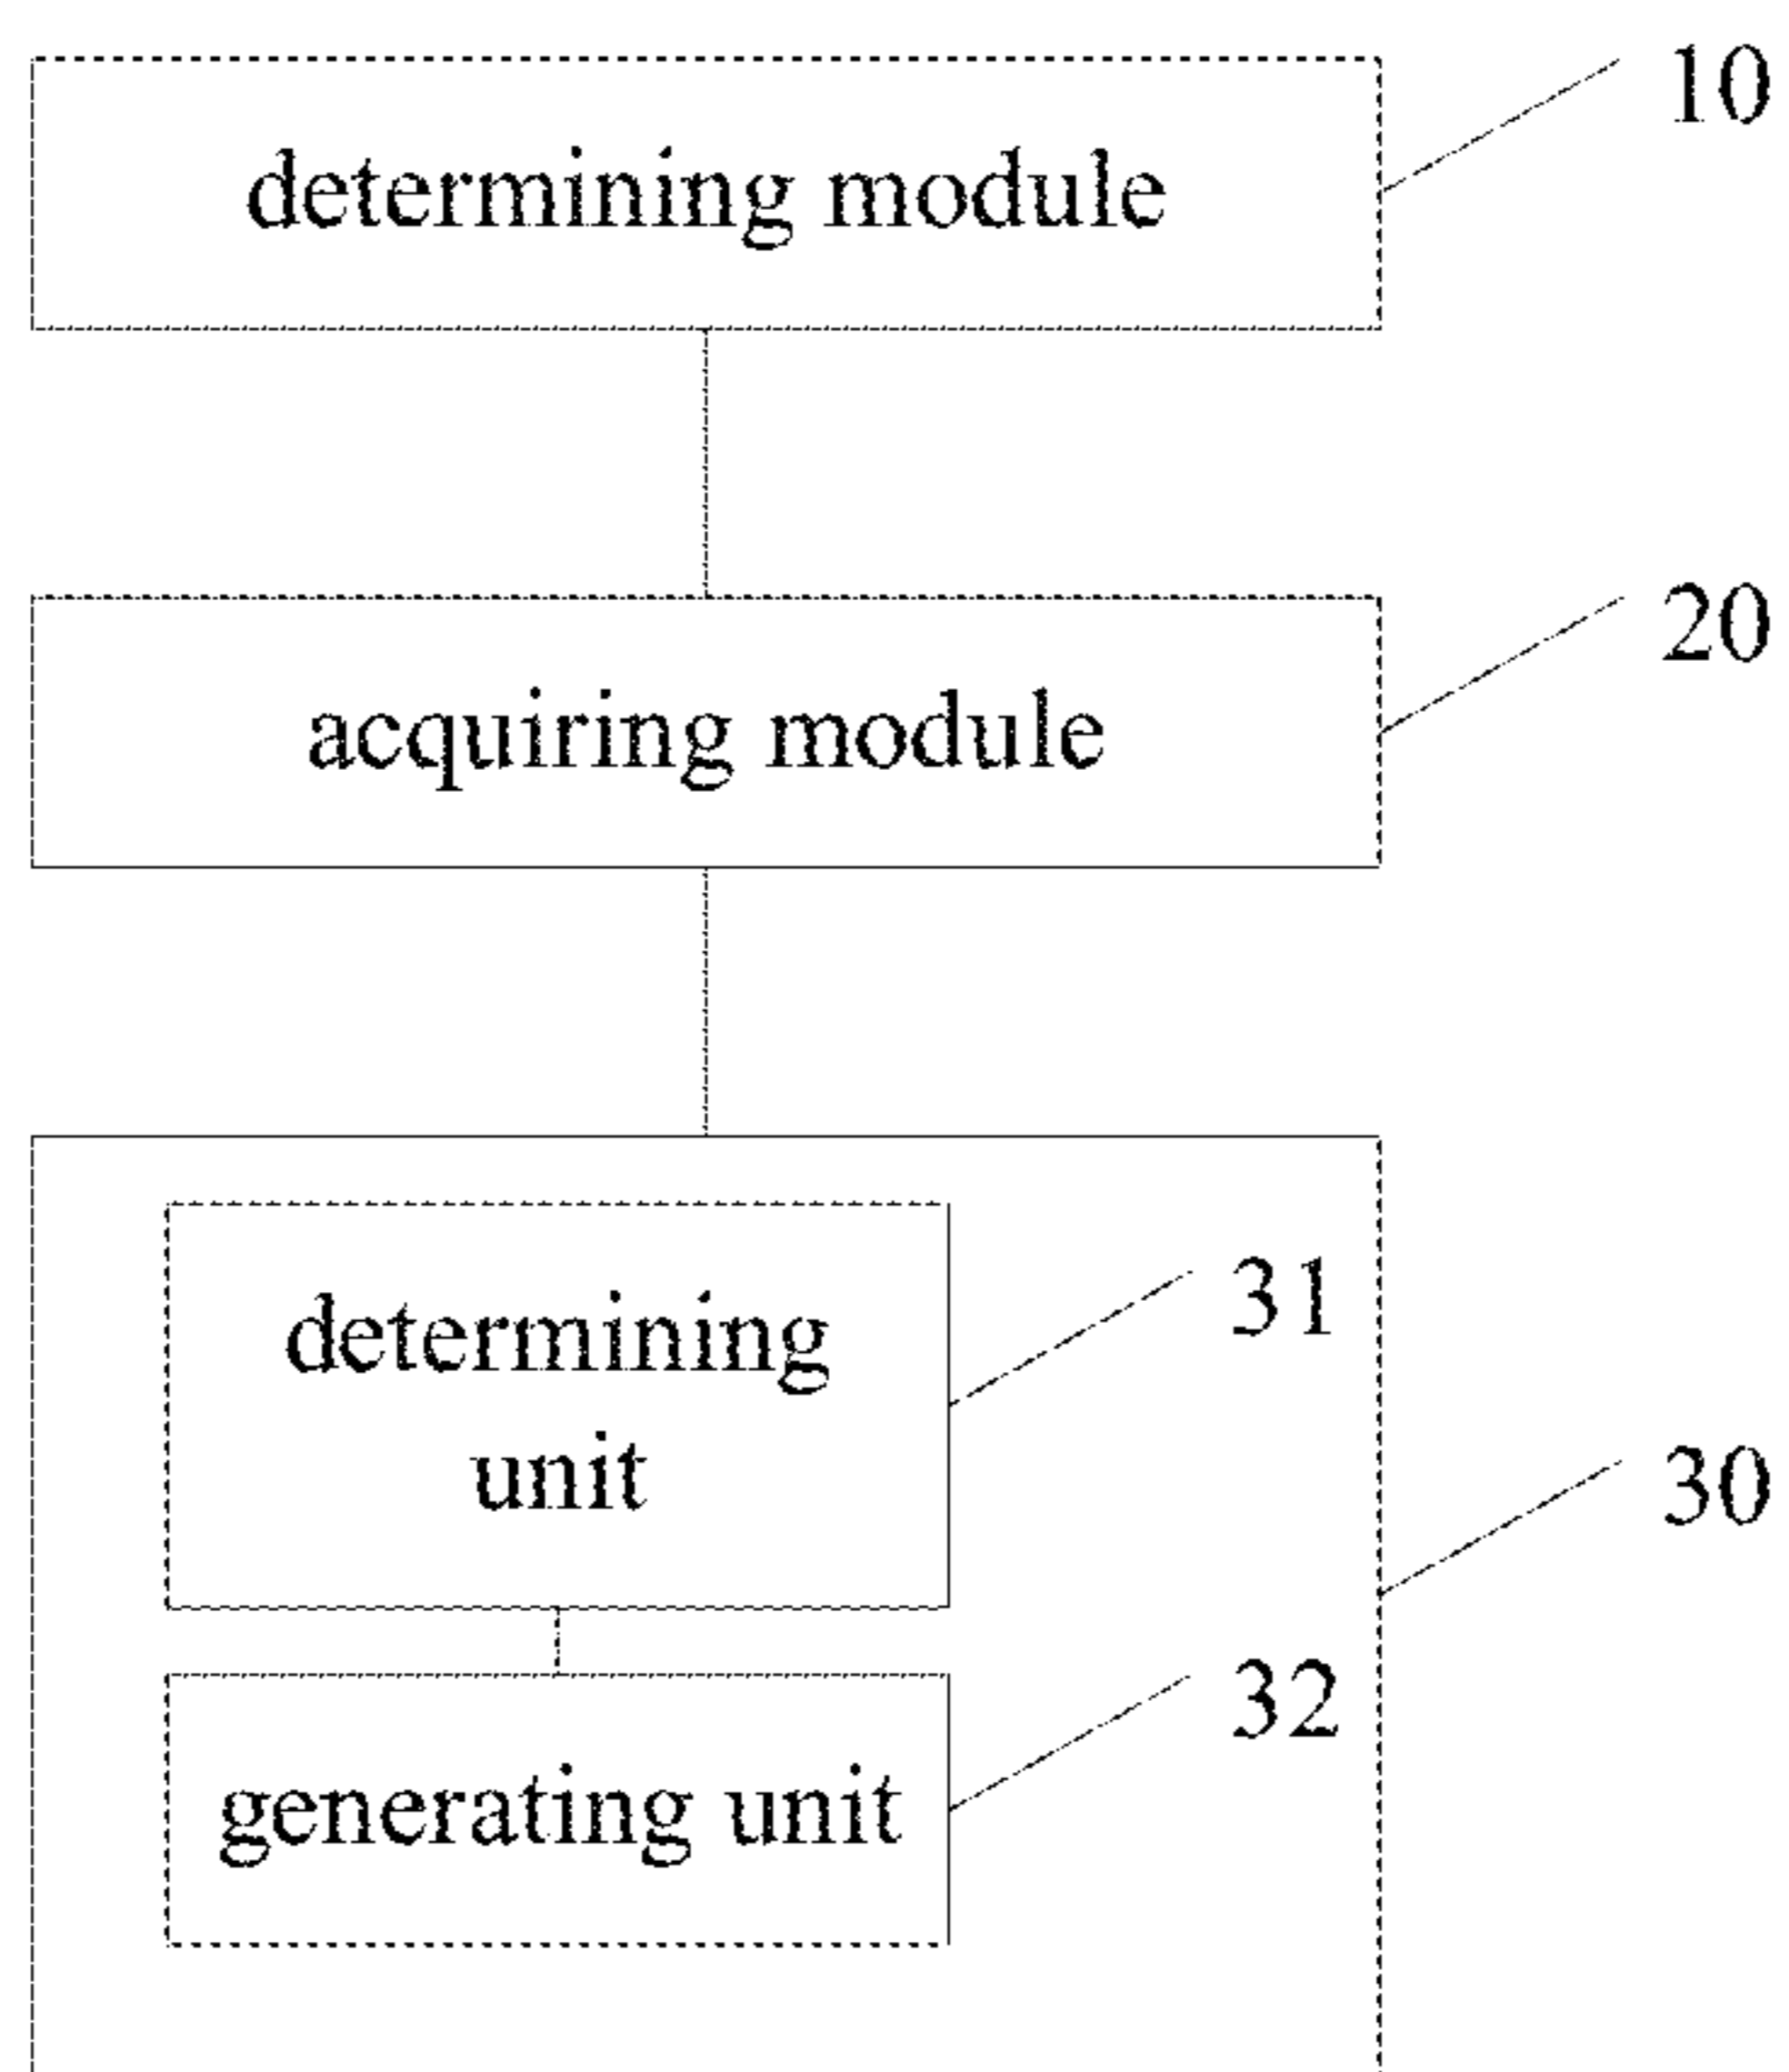 10
determining module
20
acquiring module
31
determining
unit
30
32
generating unit